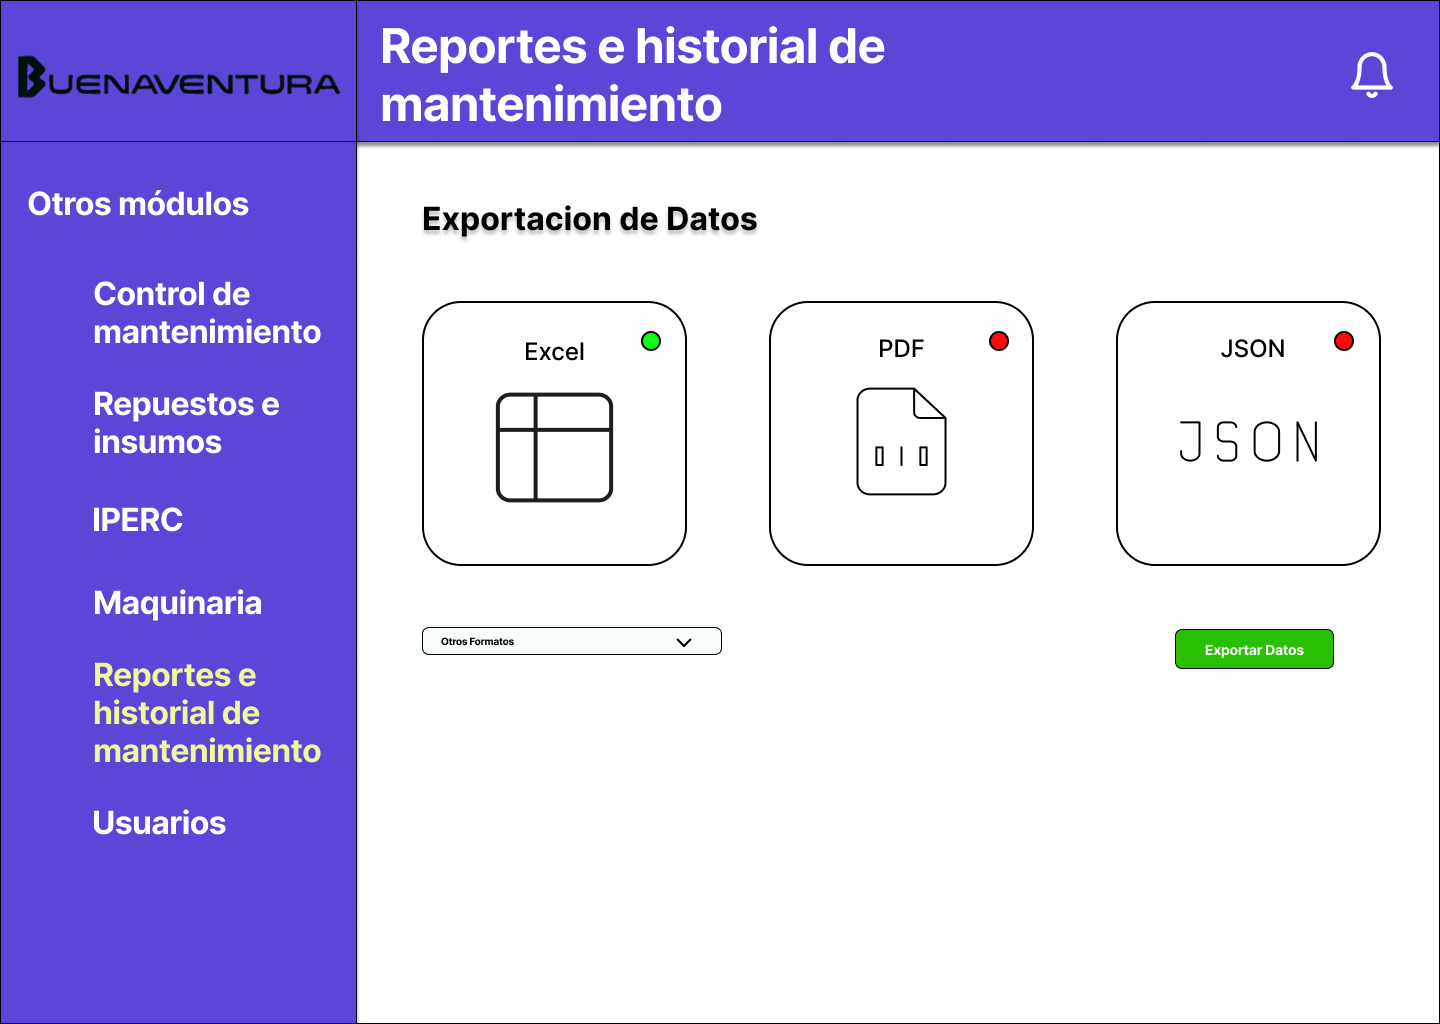 BUENAVENTURA
Reportes e historial de
mantenimiento
Otros módulos
Control de
mantenimiento
Repuestos e
insumos
IPERC
Maquinaria
Reportes e
historial de
mantenimiento
Usuarios
Exportacion de Datos
Excel
PDF
JSON
JSON
Otros Formatos
Exportar Datos